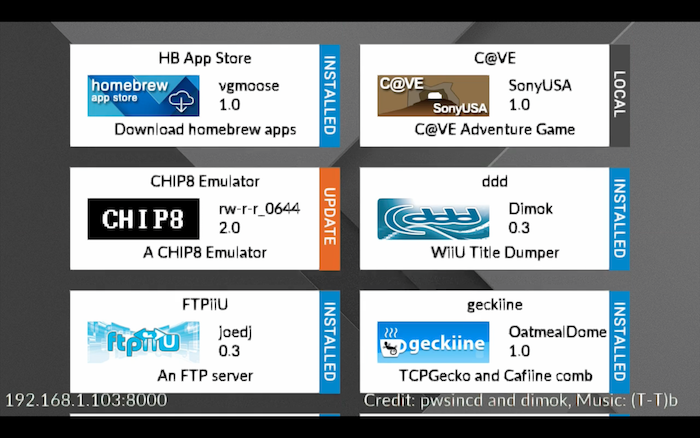 HB App Store
homebrew
app store
vgmoose
1.0
Download homebrew apps
INSTALLED
C@VE
C@VE
SonyUSA
SonyUSA
1.0
C@VE Adventure Game
LOCAL
CHIP8 Emulator
CHIP8
rw-r-r_0644
2.0
A CHIP8 Emulator
UPDATE
ddd
ddd
Dimok
0.3
WiiU Title Dumper
INSTALLED
FTPiiU
ftpiiu
joedj
0.3
An FTP server
INSTALLED
geckiine
geckiine
OatmealDome
1.0
TCPGecko and Cafiine comb
INSTALLED
192.168.1.103:8000
Credit: pwsincd and dimok, Music: (T-T)b